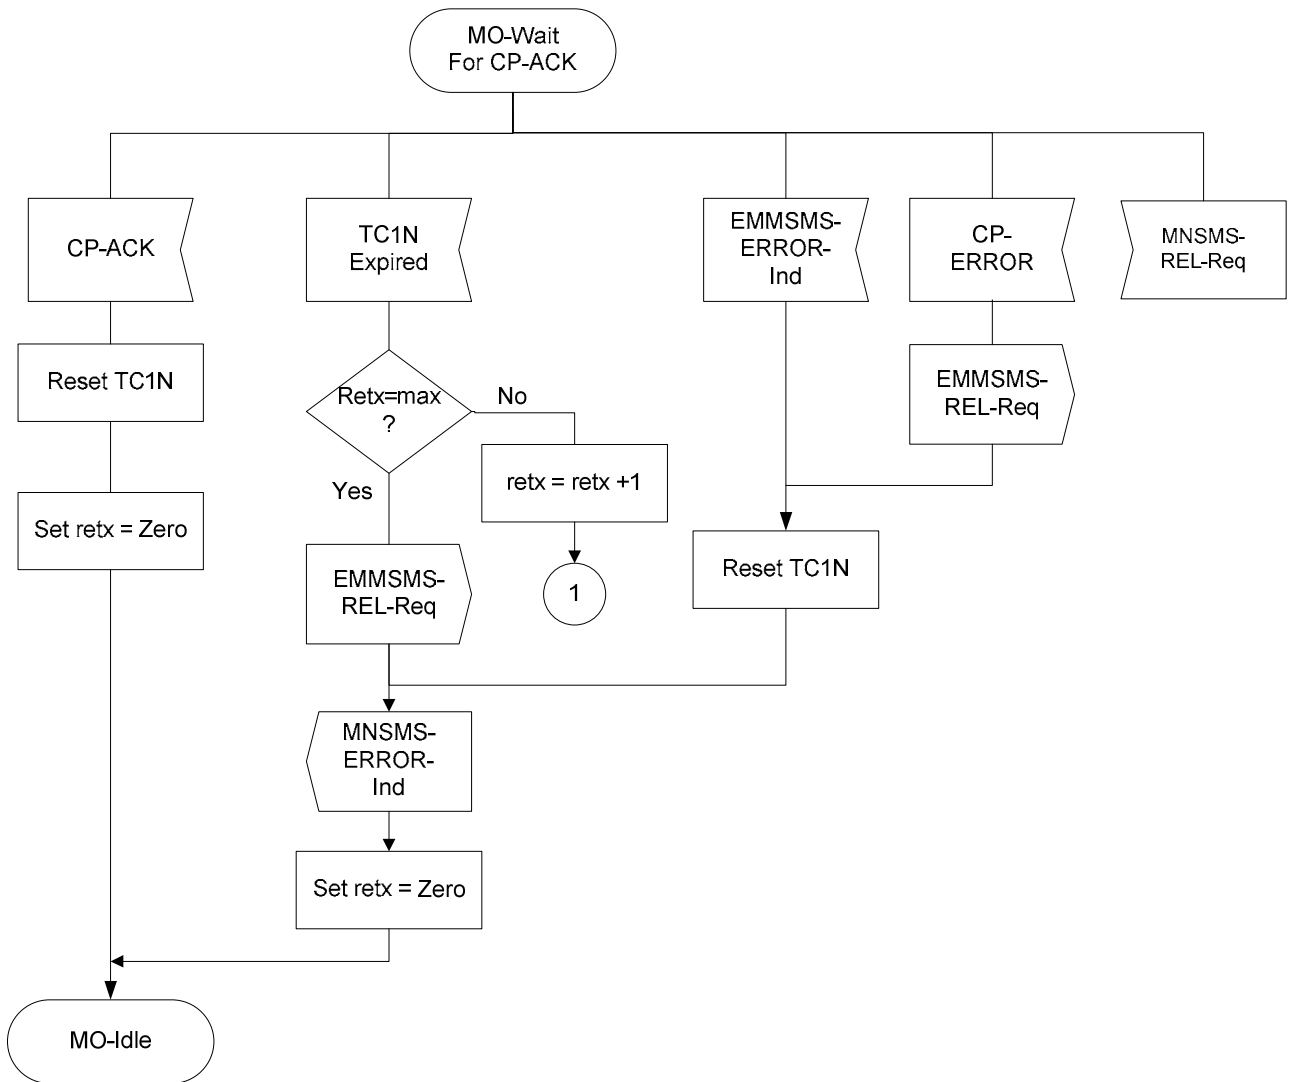 MO-Wait
For CP-ACK
CP-ACK
TC1N
Expired
EMMSMS-
ERROR-
Ind
CP-
ERROR
MNSMS-
REL-Req
Reset TC1N
Retx=max
?
No
EMMSMS-
REL-Req
Yes
retx = retx +1
Set retx = Zero
EMMSMS-
REL-Req
1
Reset TC1N
MNSMS-
ERROR-
Ind
Set retx = Zero
MO-Idle